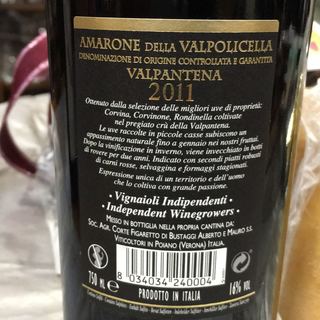 AMARONE DELLA VALPOLICELLA
DENOMINAZIONE DI ORIGINE CONTROLLATA E GARANTITA
VALPANTENA
2011
Ottenuto dalla selezione delle migliori uve di proprietà:
Corvina, Corvinone, Rondinella coltivate
nel pregiato crù della Valpantena.
Le uve raccolte in piccole casse subiscono un
appassimento naturale fino a gennaio nei nostri fruttai.
Dopo la vinificazione in inverno, viene invecchiato in botti
di rovere per due anni. Indicato con secondi piatti robusti
di carni rosse, selvaggina e formaggi stagionati.
Espressione unica di un territorio e dell'uomo
che lo coltiva con grande passione.
· Vignaioli Indipendenti ·
· Independent Winegrowers ·
MESSO IN BOTTIGLIA NELLA PROPRIA CANTINA DA:
SOC. AGR. CORTE FIGARETTO DI BUSTAGGI ALBERTO E MAURO S.S.
VITICOLTORI IN POIANO (VERONA) ITALIA.
750 ml
8 034034 240004
16% VOL
PRODOTTO IN ITALIA